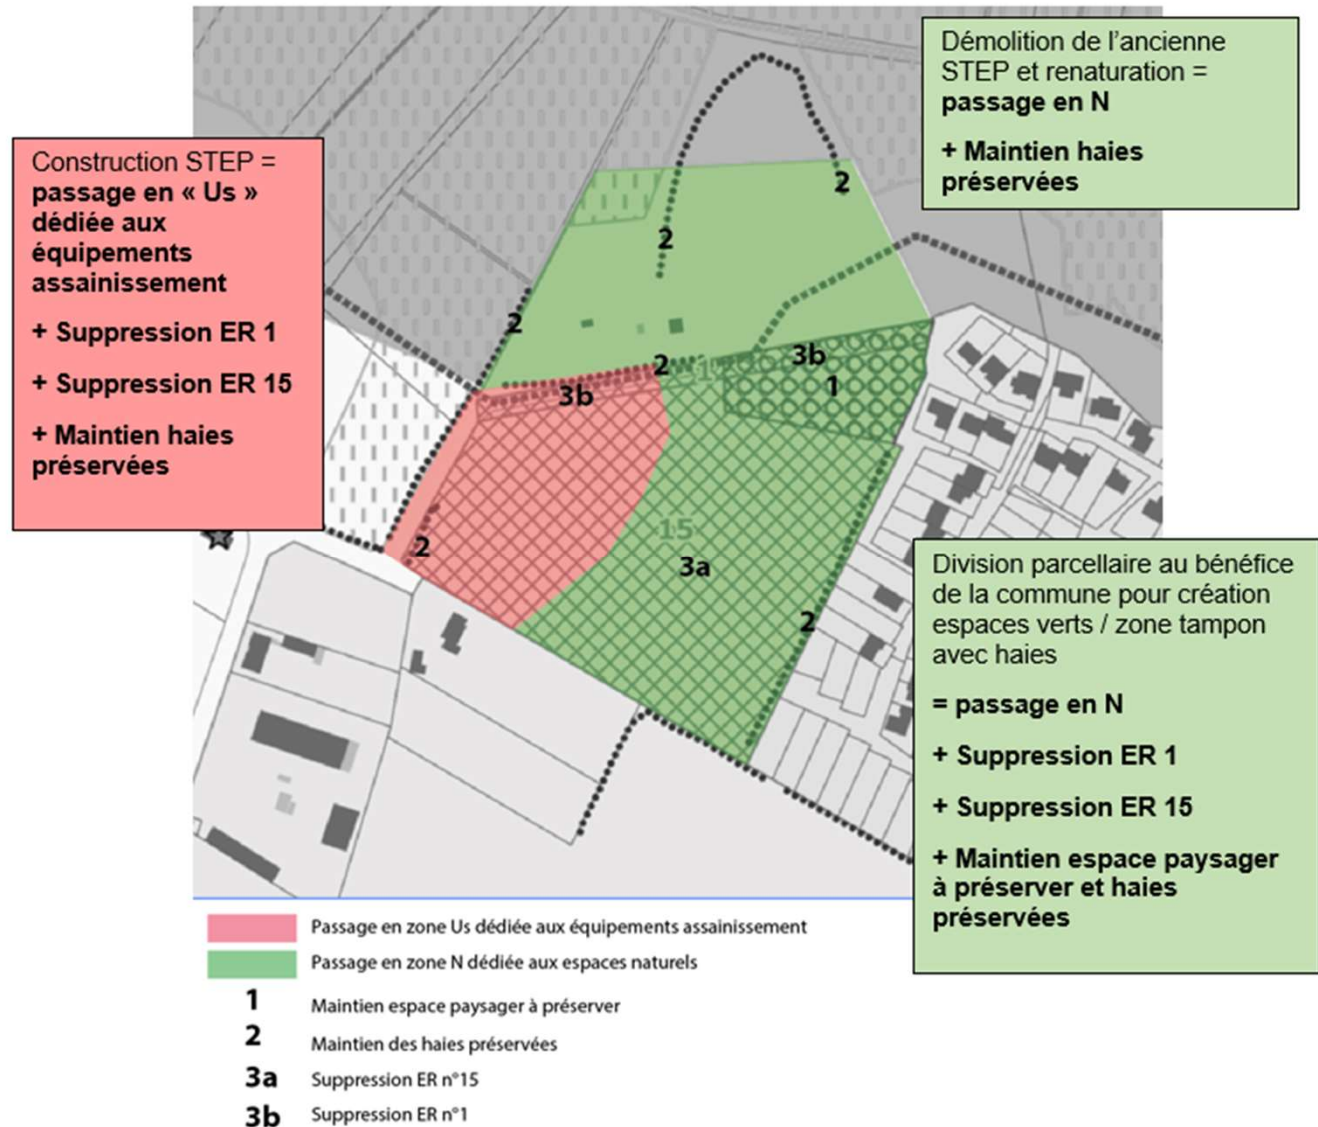 Démolition de l’ancienne
STEP et renaturation =
passage en N
+ Maintien haies
préservées
Construction STEP =
passage en « Us »
dédiée aux
équipements
assainissement
+ Suppression ER 1
+ Suppression ER 15
+ Maintien haies
préservées
2
2
2
2
3b
1
3b
1
15
2
3a
2
Division parcellaire au bénéfice
de la commune pour création
espaces verts / zone tampon
avec haies
= passage en N
+ Suppression ER 1
+ Suppression ER 15
+ Maintien espace paysager
à préserver et haies
préservées
Passage en zone Us dédiée aux équipements assainissement
Passage en zone N dédiée aux espaces naturels
1 Maintien espace paysager à préserver
2 Maintien des haies préservées
3a Suppression ER n°15
3b Suppression ER n°1